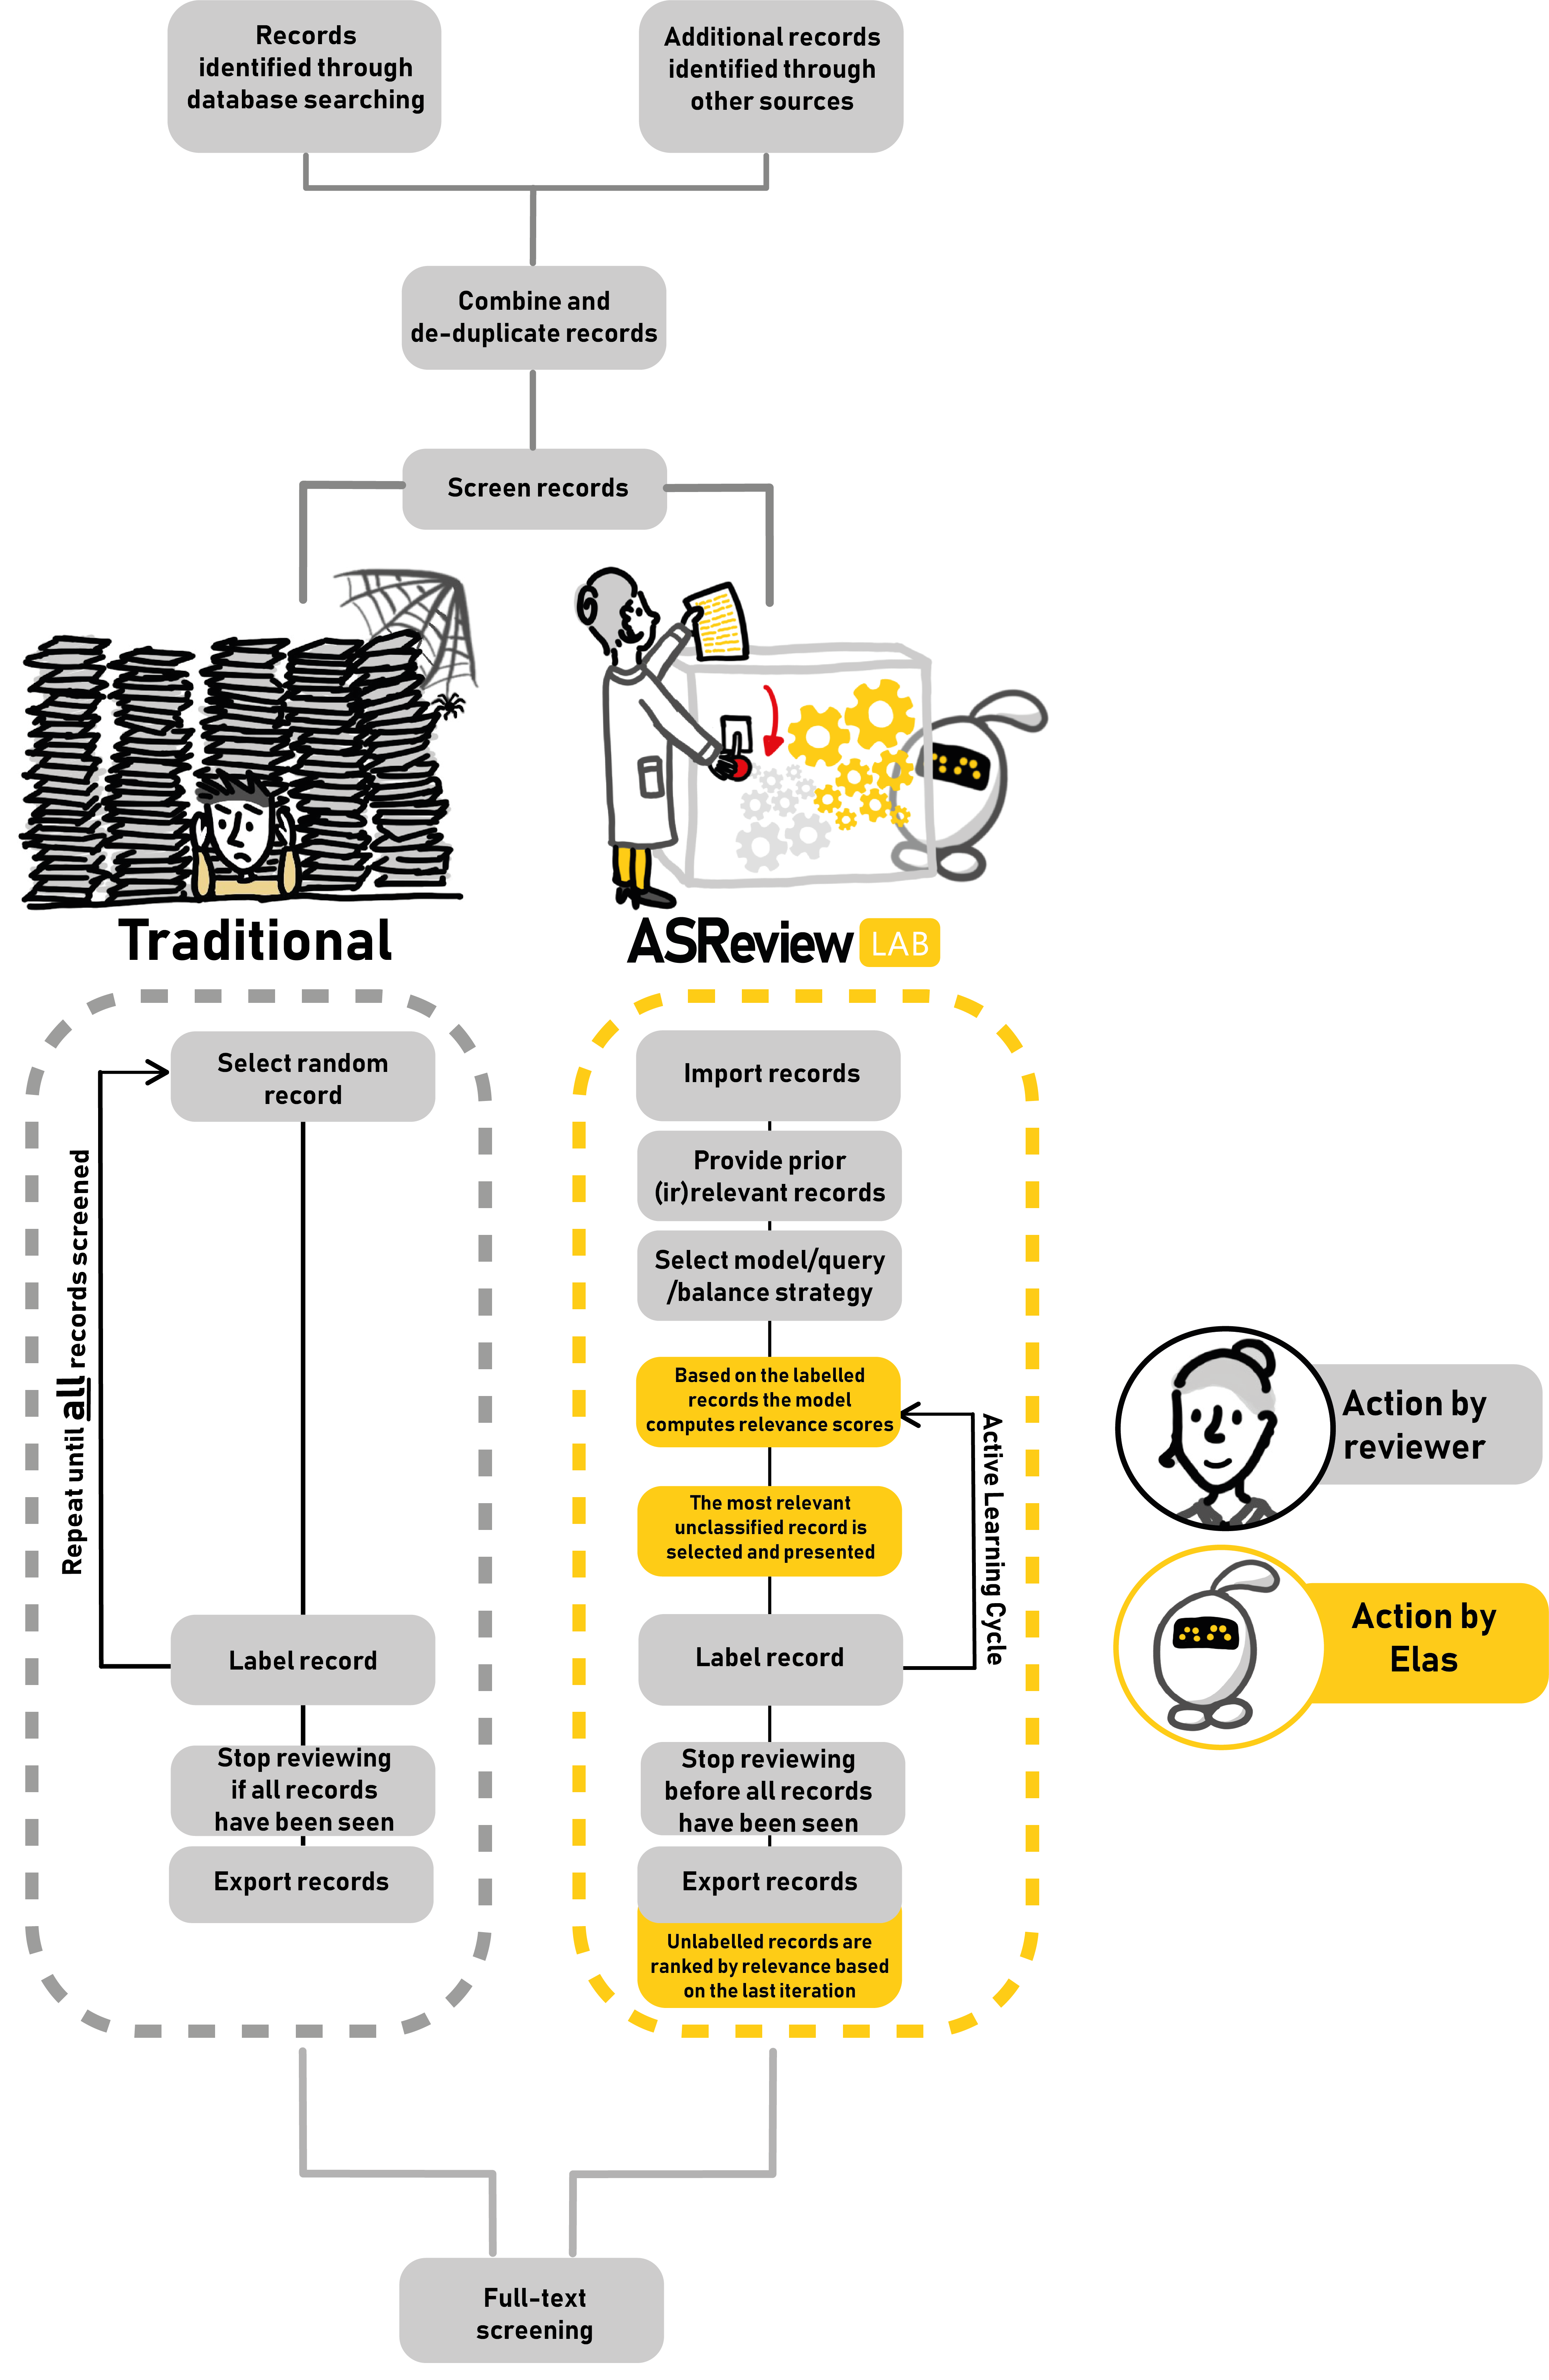 Records
identified through
database searching
Additional records
identified through
other sources
Combine and
de-duplicate records
Screen records
Traditional
ASReview LAB
Repeat until all records screened
Select random
record
Label record
Stop reviewing
if all records
have been seen
Export records
Import records
Provide prior
(ir)relevant records
Select model/query
/balance strategy
Based on the labelled
records the model
computes relevance scores
The most relevant
unclassified record is
selected and presented
Label record
Active Learning Cycle
Stop reviewing
before all records
have been seen
Export records
Unlabelled records are
ranked by relevance based
on the last iteration
Action by
reviewer
Action by
Elas
Full-text
screening